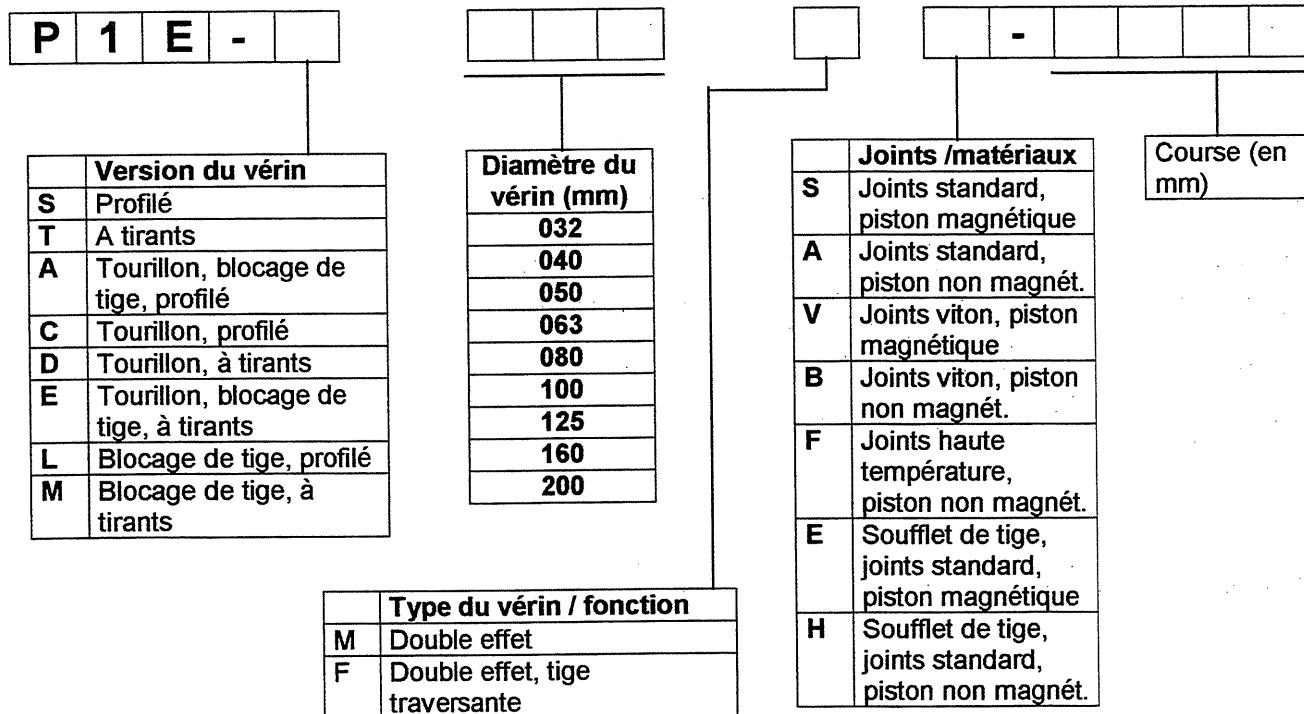 P 1 E -
-
Version du vérin
S Profilé
T A tirants
A Tourillon, blocage de
tige, profilé
C Tourillon, profilé
D Tourillon, à tirants
E Tourillon, blocage de
tige, à tirants
L Blocage de tige, profilé
M Blocage de tige, à
tirants
Diamètre du
vérin (mm)
032
040
050
063
080
100
125
160
200
Type du vérin / fonction
M Double effet
F Double effet, tige
traversante
Joints /matériaux
S Joints standard,
piston magnétique
A Joints standard,
piston non magnét.
V Joints viton, piston
magnétique
B Joints viton, piston
non magnét.
F Joints haute
température,
piston non magnét.
E Soufflet de tige,
joints standard,
piston magnétique
H Soufflet de tige,
joints standard,
piston non magnét.
Course (en
mm)